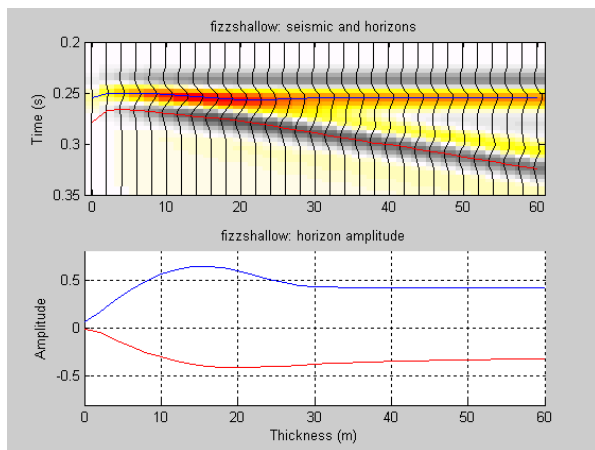 fizzshallow: seismic and horizons
Time (s)
0.2
0.25
0.3
0.35
0 10 20 30 40 50 60
fizzshallow: horizon amplitude
Amplitude
0.5
0
-0.5
0 10 20 30 40 50 60
Thickness (m)